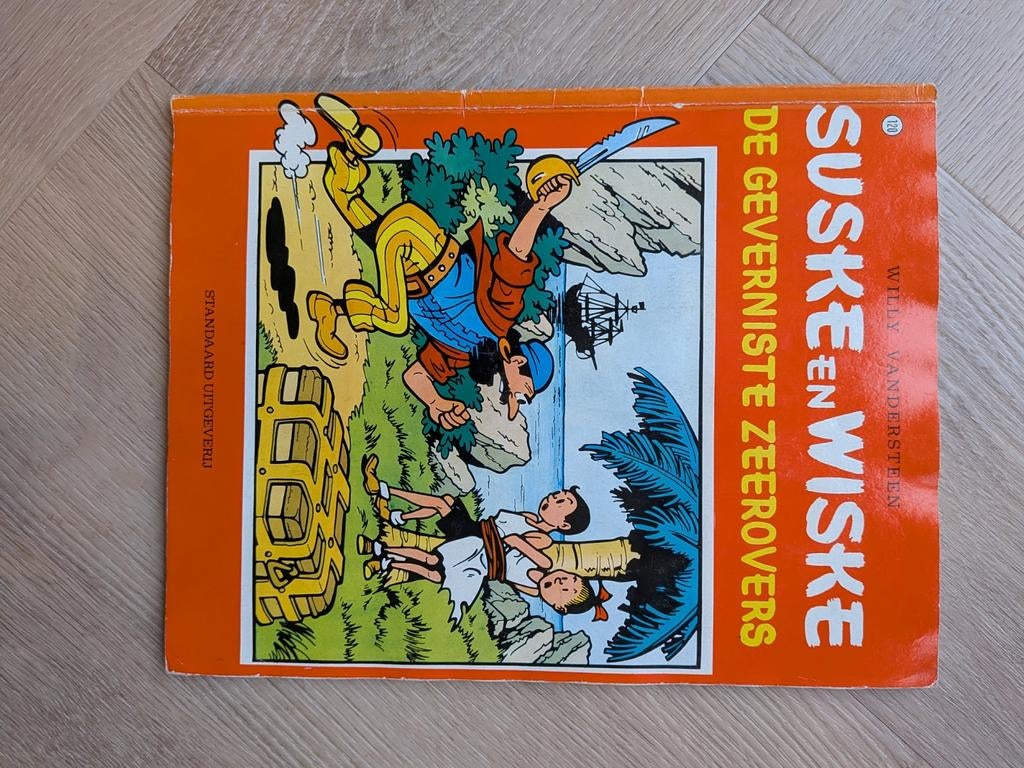 WILLY VANDERSTEEN
120
SUSKE EN WISKE
DE GEVERNISTE ZEEROVERS
STANDAARD UITGEVERIJ